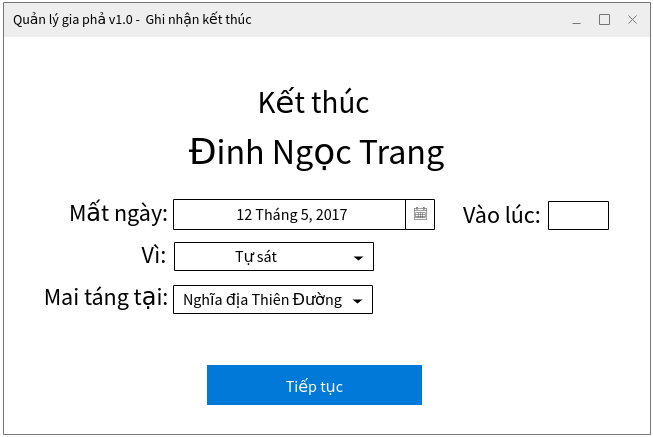 Quản lý gia phả v1.0 - Ghi nhận kết thúc
Kết thúc
Đinh Ngọc Trang
Mất ngày: 12 Tháng 5, 2017 Vào lúc:
Vì: Tự sát
Mai táng tại: Nghĩa địa Thiên Đường
Tiếp tục